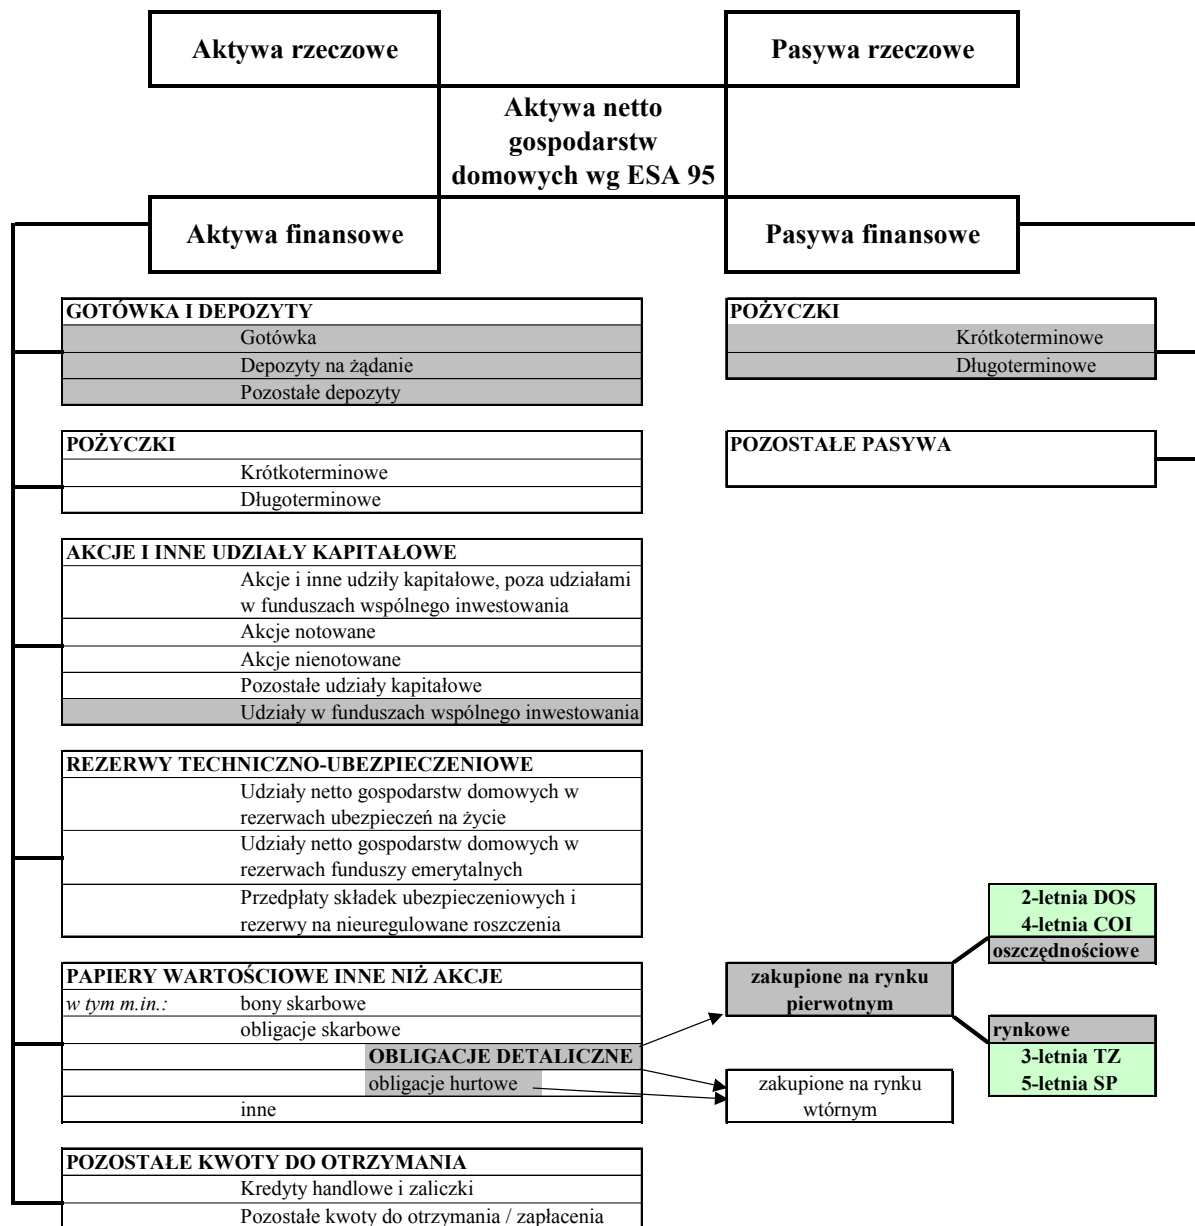 Aktywa rzeczowe
Pasywa rzeczowe
Aktywa netto
gospodarstw
domowych wg ESA 95
Aktywa finansowe
Pasywa finansowe
GOTÓWKA I DEPOZYTY
Gotówka
Depozyty na żądanie
Pozostałe depozyty
POŻYCZKI
Krótkoterminowe
Długoterminowe
POŻYCZKI
Krótkoterminowe
Długoterminowe
POZOSTAŁE PASYWA
AKCJE I INNE UDZIAŁY KAPITAŁOWE
Akcje i inne udziły kapitałowe, poza udziałami
w funduszach wspólnego inwestowania
Akcje notowane
Akcje nienotowane
Pozostałe udziały kapitałowe
Udziały w funduszach wspólnego inwestowania
REZERWY TECHNICZNO-UBEZPIECZENIOWE
Udziały netto gospodarstw domowych w
rezerwach ubezpieczeń na życie
Udziały netto gospodarstw domowych w
rezerwach funduszy emerytalnych
Przedpłaty składek ubezpieczeniowych i
rezerwy na nieuregulowane roszczenia
PAPIERY WARTOŚCIOWE INNE NIŻ AKCJE
w tym m.in.: bony skarbowe
obligacje skarbowe
OBLIGACJE DETALICZNE
obligacje hurtowe
inne
zakupione na rynku
pierwotnym
2-letnia DOS
4-letnia COI
oszczędnościowe
rynkowe
3-letnia TZ
5-letnia SP
zakupione na rynku
wtórnym
POZOSTAŁE KWOTY DO OTRZYMANIA
Kredyty handlowe i zaliczki
Pozostałe kwoty do otrzymania / zapłacenia